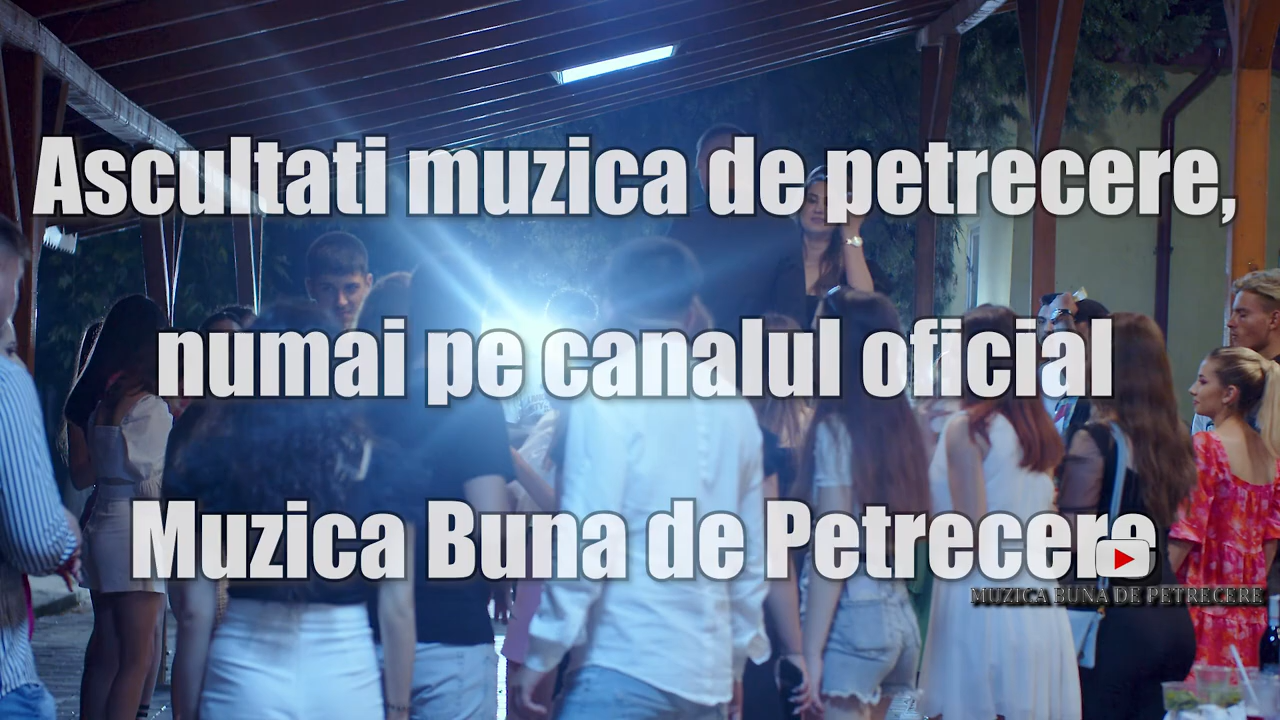 Ascultati muzica de petrecere,
numai pe canalul oficial
Muzica Buna de Petrecere
MUZICA BUNA DE PETRECERE